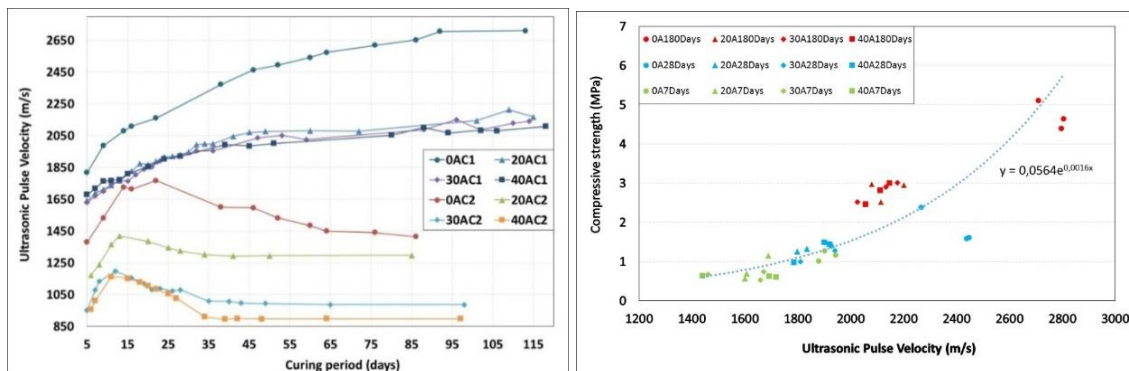 Ultrasonic Pulse Velocity (m/s)
2650
2450
2250
2050
1850
1650
1450
1250
1050
850
0AC1 20AC1
30AC1 40AC1
0AC2 20AC2
30AC2 40AC2
5 15 25 35 45 55 65 75 85 95 105 115
Curing period (days)
Compressive strength (MPa)
7
6
5
4
3
2
1
0
0A180Days 20A180Days 30A180Days 40A180Days
0A28Days 20A28Days 30A28Days 40A28Days
0A7Days 20A7Days 30A7Days 40A7Days
y = 0,0564e^0,0016x
1200 1400 1600 1800 2000 2200 2400 2600 2800 3000
Ultrasonic Pulse Velocity (m/s)